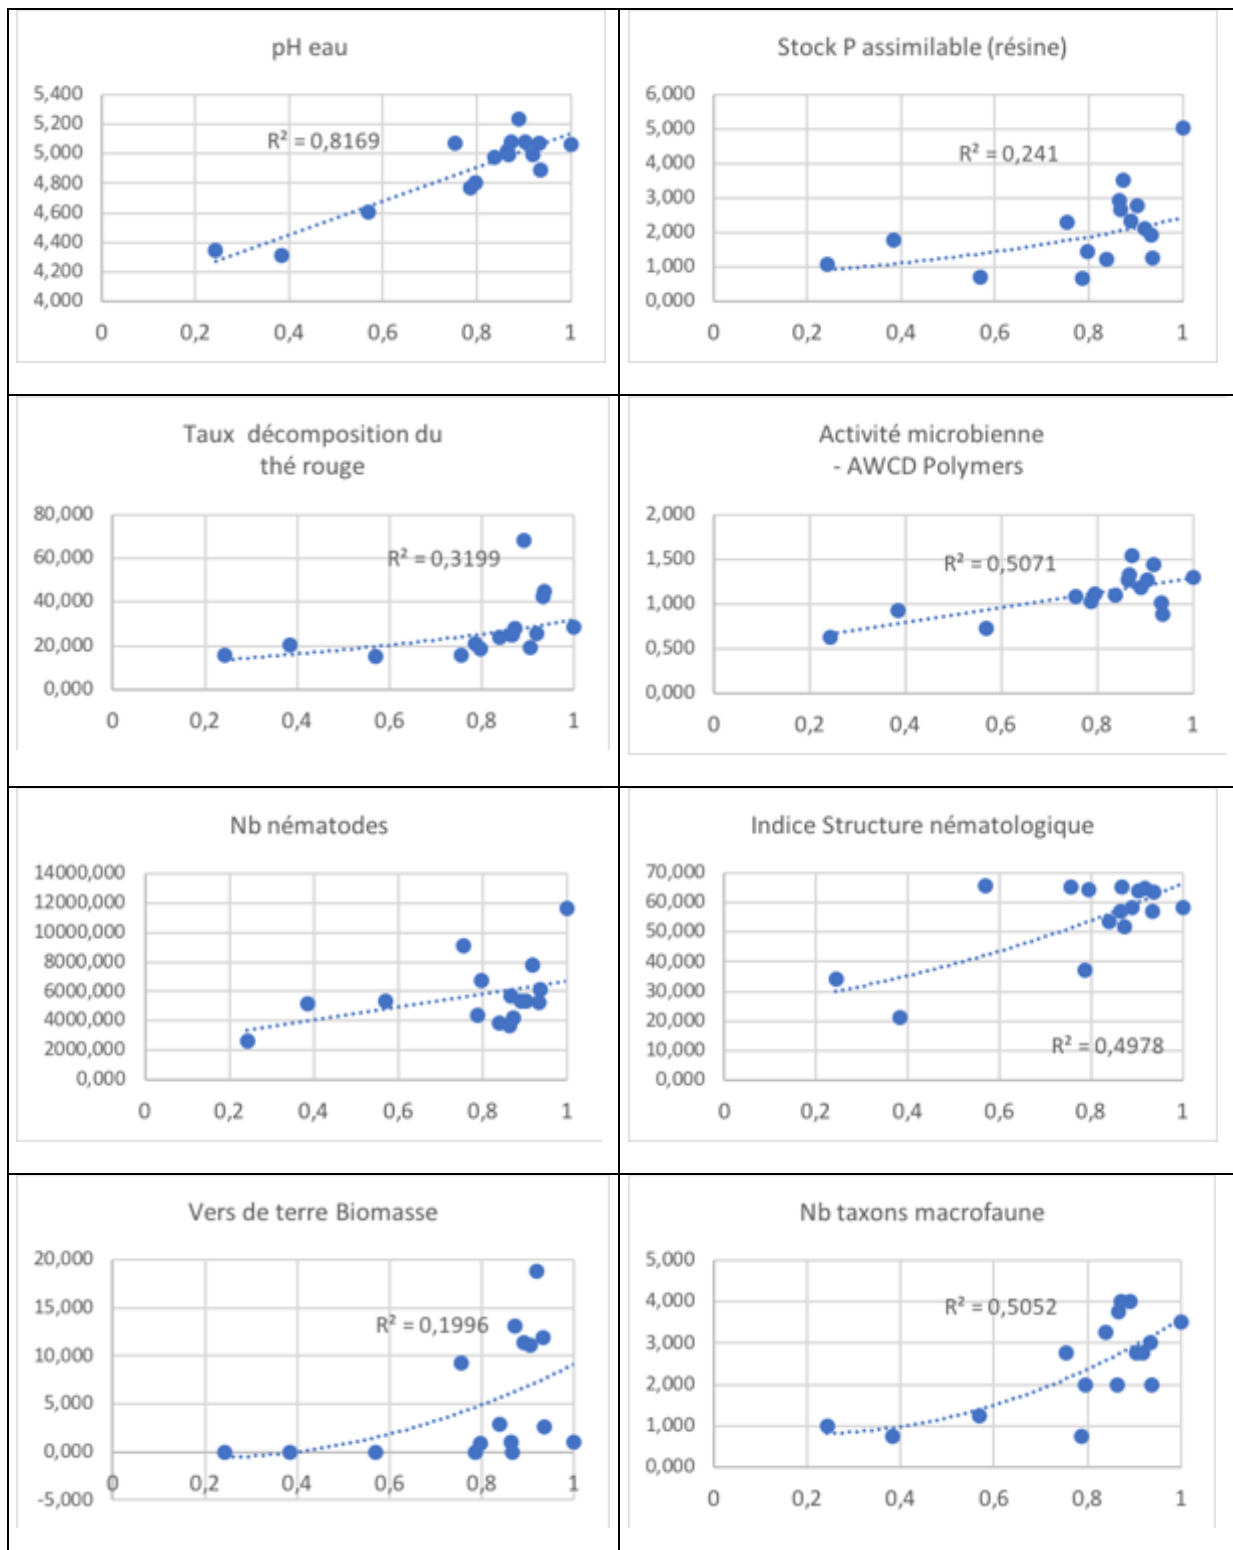 pH eau
5,400
5,200
5,000
4,800
4,600
4,400
4,200
4,000
R² = 0,8169
0 0,2 0,4 0,6 0,8 1
Stock P assimilable (résine)
6,000
5,000
4,000
3,000
2,000
1,000
0,000
R² = 0,241
0 0,2 0,4 0,6 0,8 1
Taux décomposition du
thé rouge
80,000
60,000
40,000
20,000
0,000
R² = 0,3199
0 0,2 0,4 0,6 0,8 1
Activité microbienne
- AWCD Polymers
2,000
1,500
1,000
0,500
0,000
R² = 0,5071
0 0,2 0,4 0,6 0,8 1
Nb nématodes
14000,000
12000,000
10000,000
8000,000
6000,000
4000,000
2000,000
0,000
0 0,2 0,4 0,6 0,8 1
Indice Structure nématologique
70,000
60,000
50,000
40,000
30,000
20,000
10,000
0,000
R² = 0,4978
0 0,2 0,4 0,6 0,8 1
Vers de terre Biomasse
20,000
15,000
10,000
5,000
0,000
-5,000
R² = 0,1996
0 0,2 0,4 0,6 0,8 1
Nb taxons macrofaune
5,000
4,000
3,000
2,000
1,000
0,000
R² = 0,5052
0 0,2 0,4 0,6 0,8 1